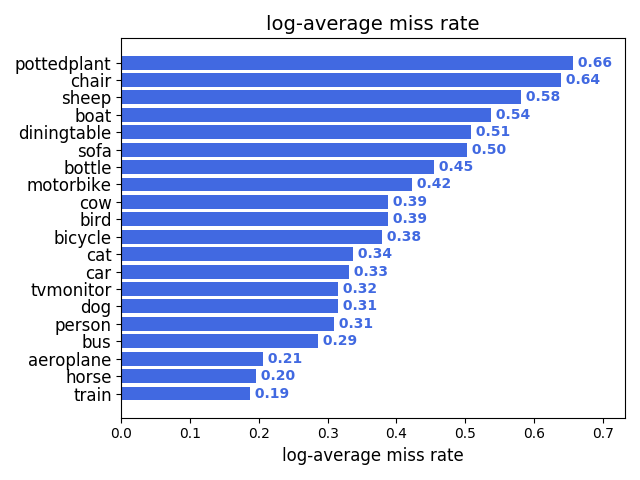 log-average miss rate
pottedplant 0.66
chair 0.64
sheep 0.58
boat 0.54
diningtable 0.51
sofa 0.50
bottle 0.45
motorbike 0.42
cow 0.39
bird 0.39
bicycle 0.38
cat 0.34
car 0.33
tvmonitor 0.32
dog 0.31
person 0.31
bus 0.29
aeroplane 0.21
horse 0.20
train 0.19
0.0 0.1 0.2 0.3 0.4 0.5 0.6 0.7
log-average miss rate